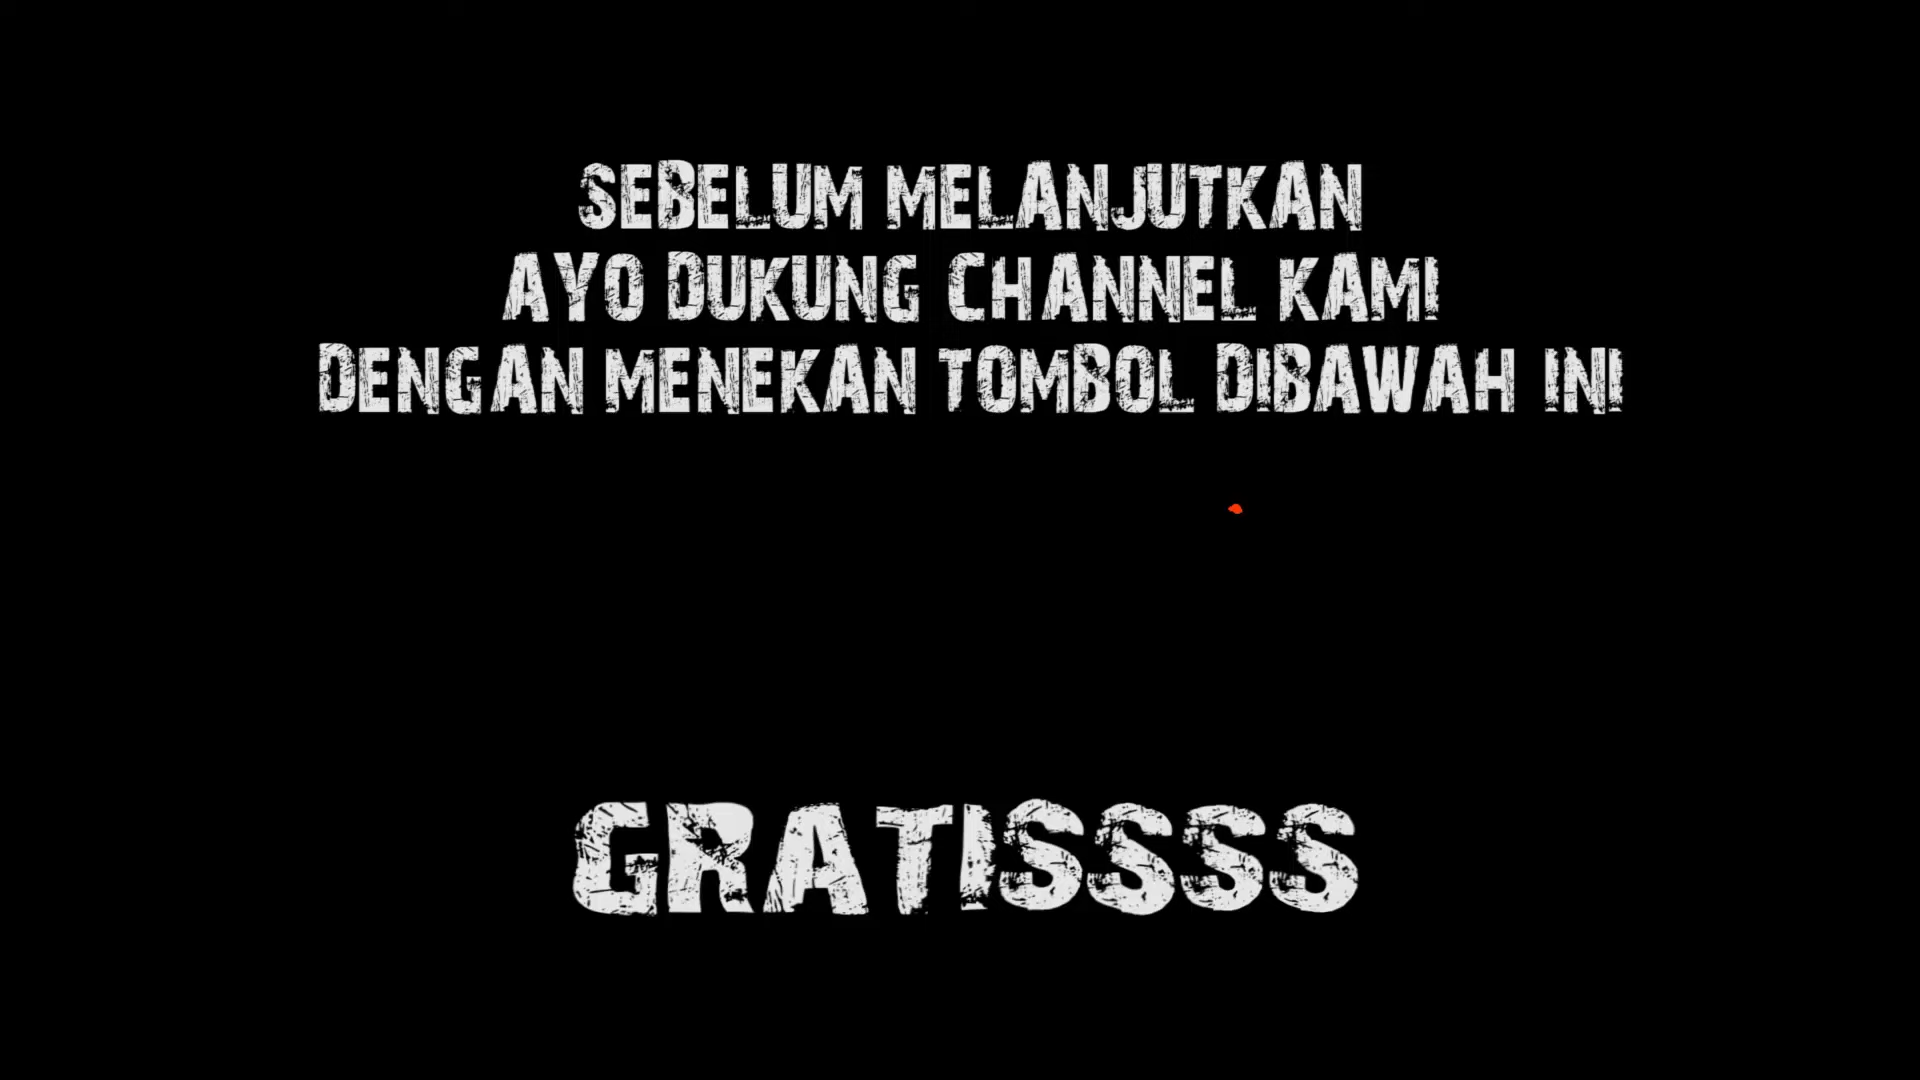 SEBELUM MELANJUTKAN
AYO DUKUNG CHANNEL KAMI
DENGAN MENEKAN TOMBOL DIBAWAH INI
GRATISSSS